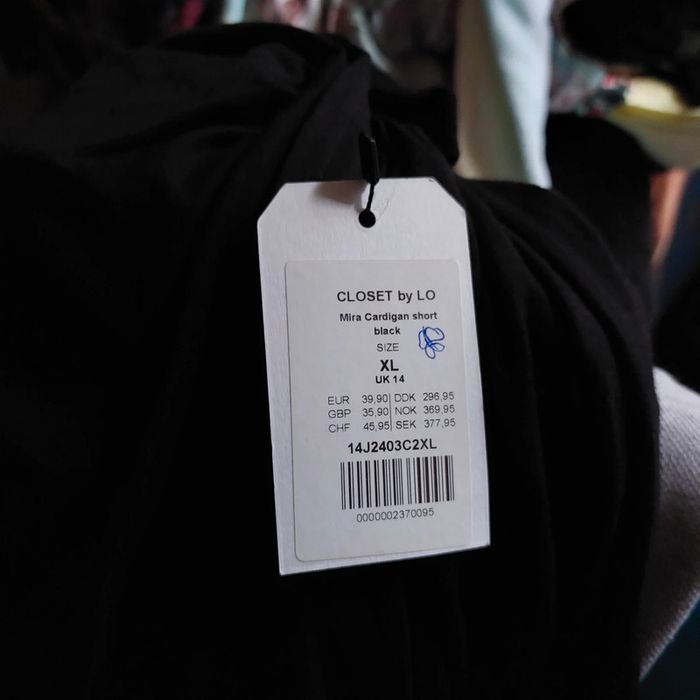 CLOSET by LO
Mira Cardigan short
black
SIZE
XL
UK 14
EUR 39,90 | DDK 296,95
GBP 35,90 | NOK 369,95
CHF 45,95 | SEK 377,95
14J2403C2XL
0000002370095